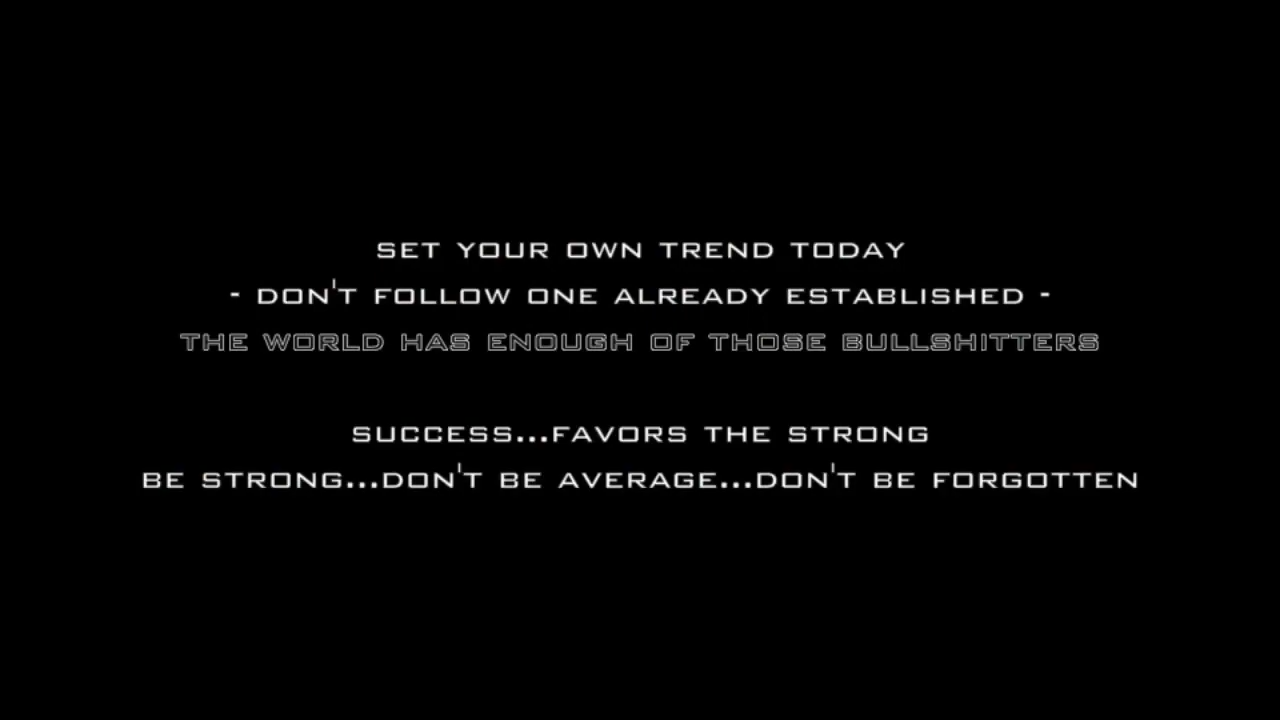 SET YOUR OWN TREND TODAY
- DON'T FOLLOW ONE ALREADY ESTABLISHED -
THE WORLD HAS ENOUGH OF THOSE BULLSHITTERS
SUCCESS...FAVORS THE STRONG
BE STRONG...DON'T BE AVERAGE...DON'T BE FORGOTTEN